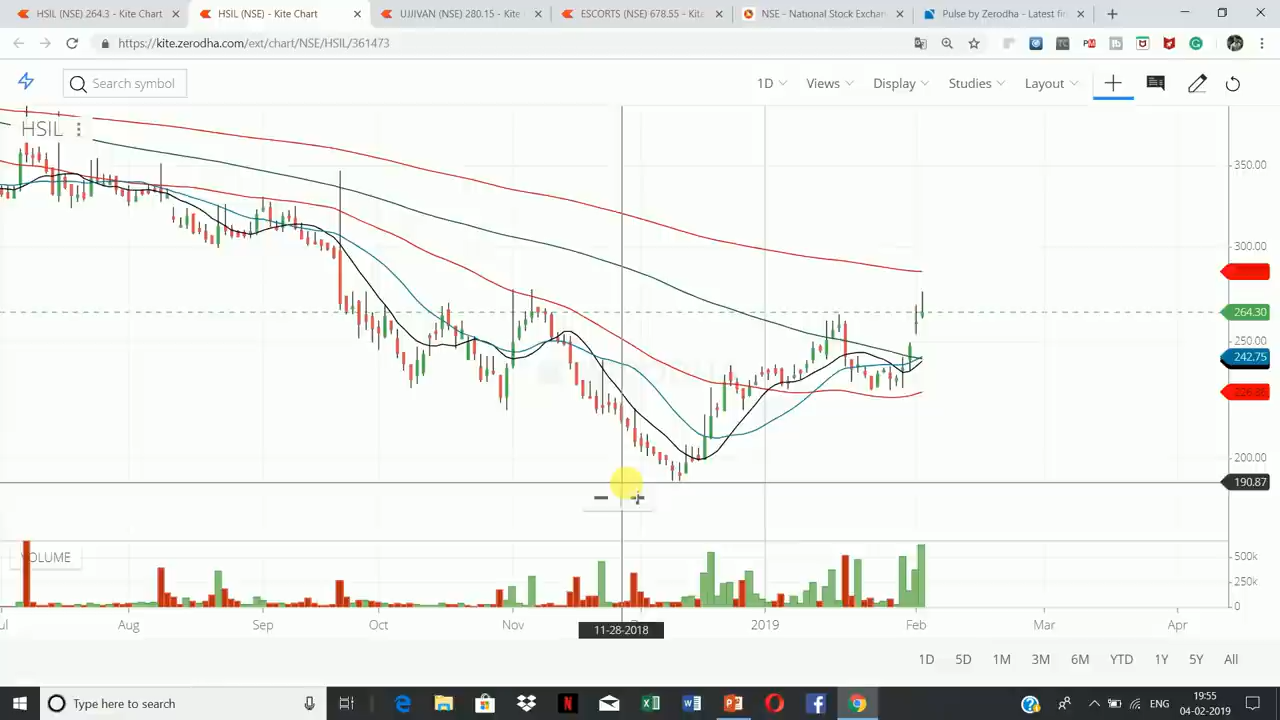 HSIL (NSE) 264.3 - Kite Chart
HSIL (NSE) - Kite Chart
UJJIVAN (NSE) 280.15 - Kite
ESCORTS (NSE) 678.55 - Kite
NSE - National Stock Exchan
Pulse by Zerodha - Latest fi
https://kite.zerodha.com/ext/chart/NSE/HSIL/361473
Search symbol
1D
Views
Display
Studies
Layout
HSIL
350.00
300.00
264.30
250.00
242.75
200.00
190.87
VOLUME
500k
250k
0
Aug
Sep
Oct
Nov
2019
Feb
Mar
Apr
11-28-2018
1D
5D
1M
3M
6M
YTD
1Y
5Y
All
Type here to search
ENG
19:55
04-02-2019